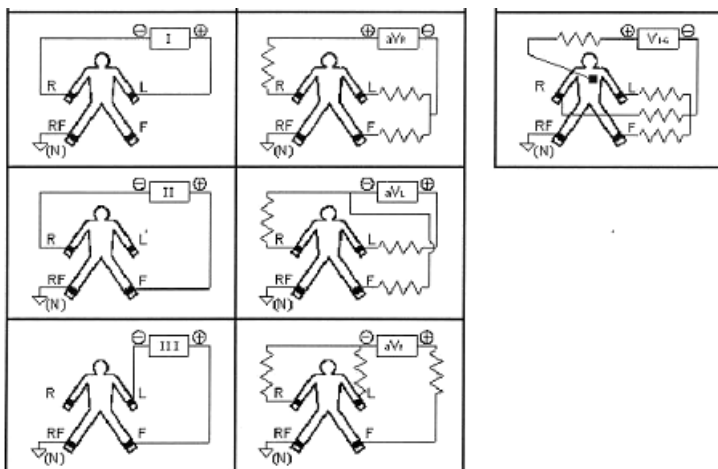 ⊖ I ⊕
R L
RF F
(N)
⊕ aVR ⊖
R L
RF F
(N)
⊕ V1-6 ⊖
R L
RF F
(N)
⊖ II ⊕
R L
RF F
(N)
⊖ aVL ⊕
R L
RF F
(N)
⊖ III ⊕
R L
RF F
(N)
⊖ aVF ⊕
R L
RF F
(N)